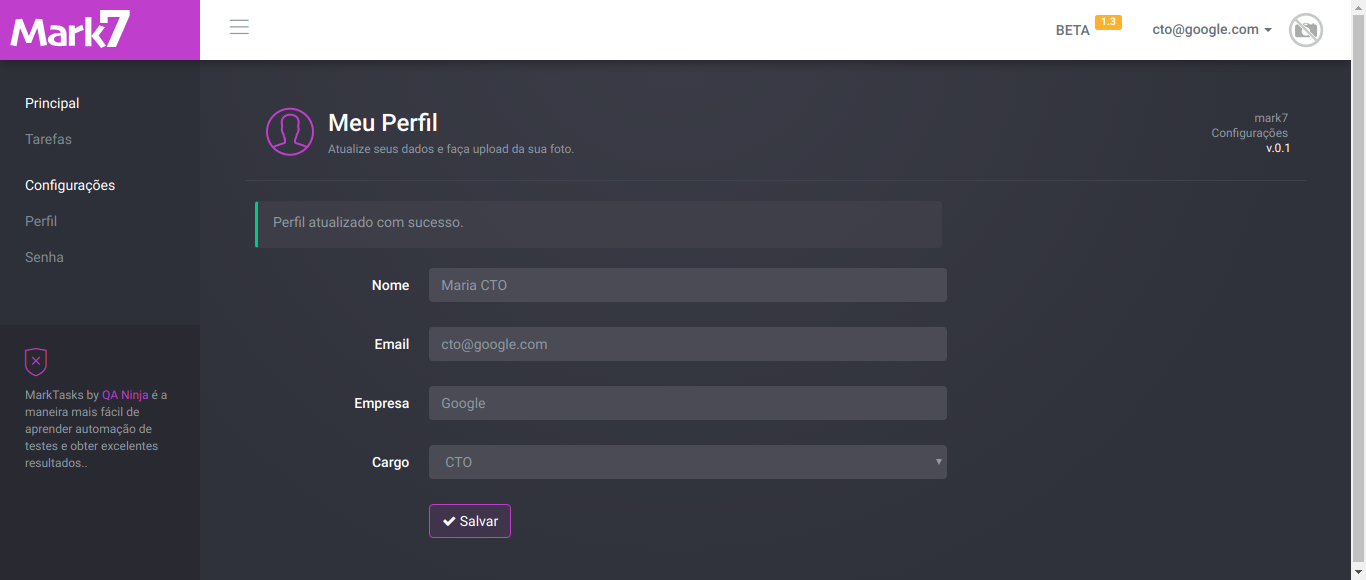 Mark7
BETA 1.3
cto@google.com
Principal
Tarefas
Configurações
Perfil
Senha
MarkTasks by QA Ninja é a
maneira mais fácil de
aprender automação de
testes e obter excelentes
resultados..
Meu Perfil
Atualize seus dados e faça upload da sua foto.
mark7
Configurações
v.0.1
Perfil atualizado com sucesso.
Nome Maria CTO
Email cto@google.com
Empresa Google
Cargo CTO
Salvar